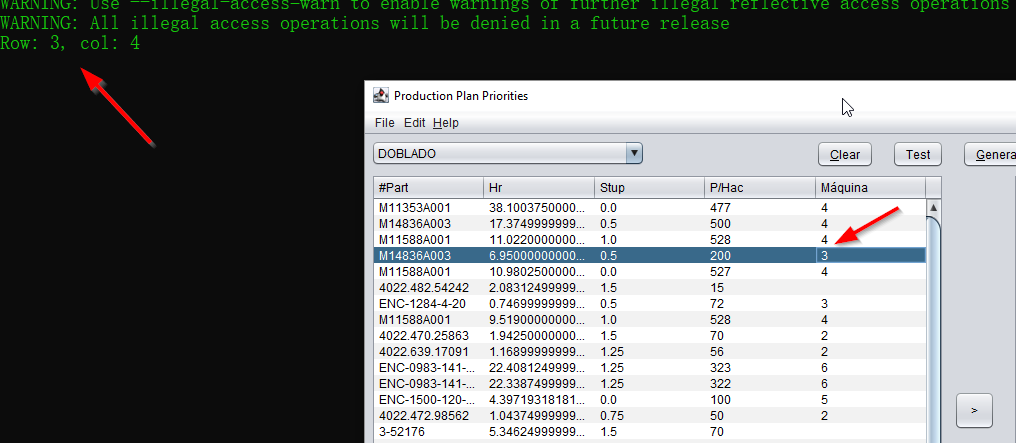 WARNING: Use --illegal-access=warn to enable warnings of further illegal reflective access operations
WARNING: All illegal access operations will be denied in a future release
Row: 3, col: 4
Production Plan Priorities
File Edit Help
DOBLADO Clear Test Genera
#Part Hr Stup P/Hac Máquina
M11353A001 38.1003750000... 0.0 477 4
M14836A003 17.3749999999... 0.5 500 4
M11588A001 11.0220000000... 1.0 528 4
M14836A003 6.95000000000... 0.5 200 3
M11588A001 10.9802500000... 0.0 527 4
4022.482.54242 2.08312499999... 1.5 15
ENC-1284-4-20 0.74699999999... 0.5 72 3
M11588A001 9.51900000000... 1.0 528 4
4022.470.25863 1.94250000000... 1.5 70 2
4022.639.17091 1.16899999999... 1.25 56 2
ENC-0983-141-... 22.4081249999... 1.25 323 6
ENC-0983-141-... 22.3387499999... 1.25 322 6
ENC-1500-120-... 4.39719318181... 0.0 100 5
4022.472.98562 1.04374999999... 0.75 50 2
3-52176 5.34624999999... 1.5 70
>